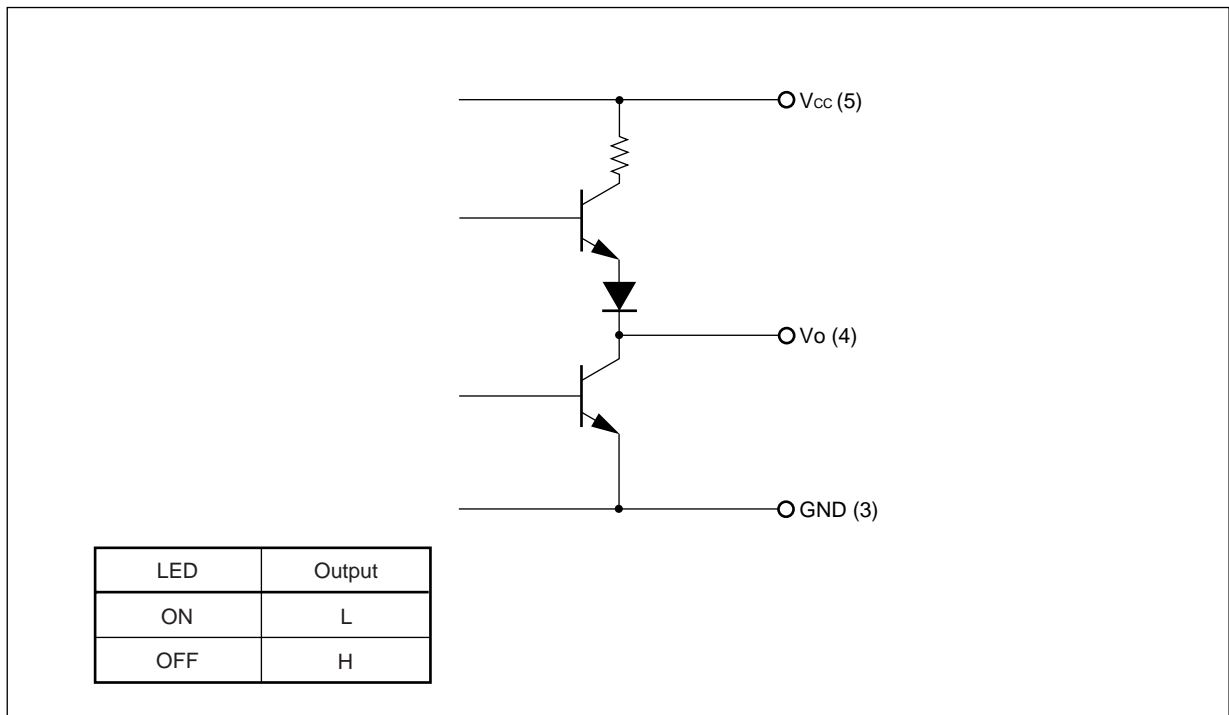 Vcc (5)
Vo (4)
GND (3)
LED Output
ON L
OFF H